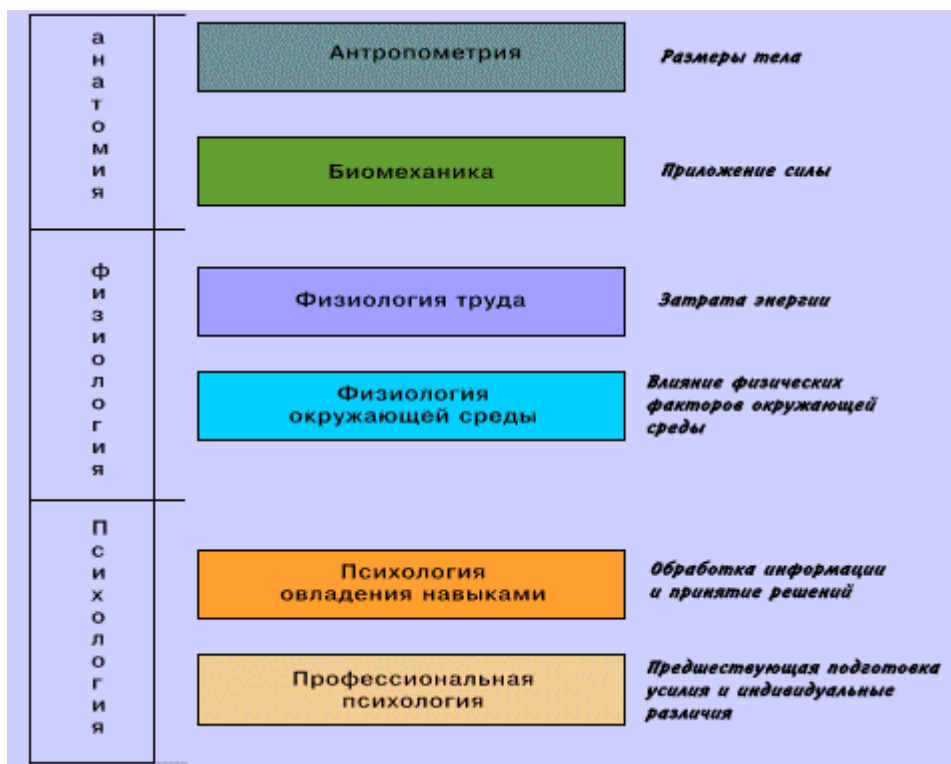 анатомия
Антропометрия
Размеры тела
Биомеханика
Приложение силы
физиология
Физиология труда
Затрата энергии
Физиология
окружающей среды
Влияние физических
факторов окружающей
среды
Психология
Психология
овладения навыками
Обработка информации
и принятие решений
Профессиональная
психология
Предшествующая подготовка
усилия и индивидуальные
различия